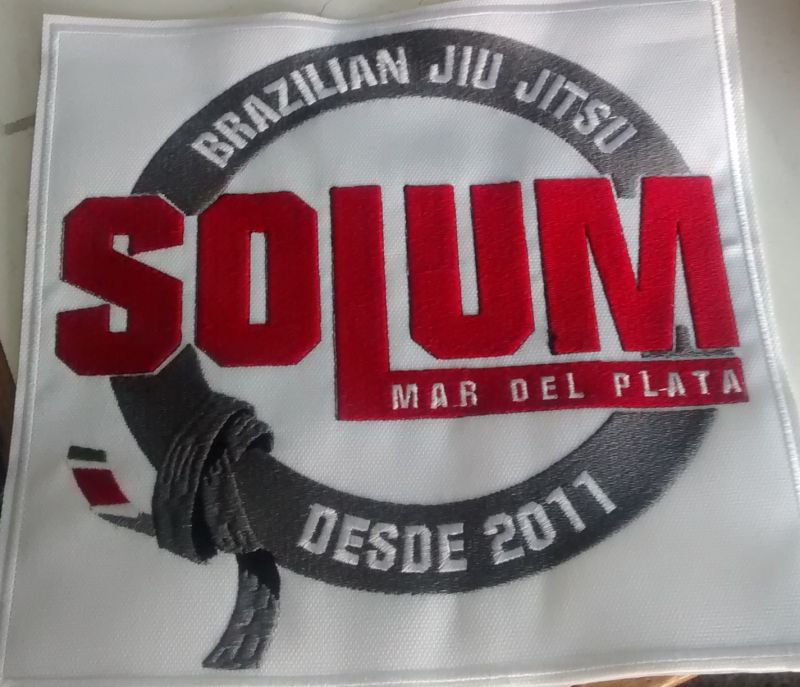 BRAZILIAN JIU JITSU
SOLUM
MAR DEL PLATA
DESDE 2011